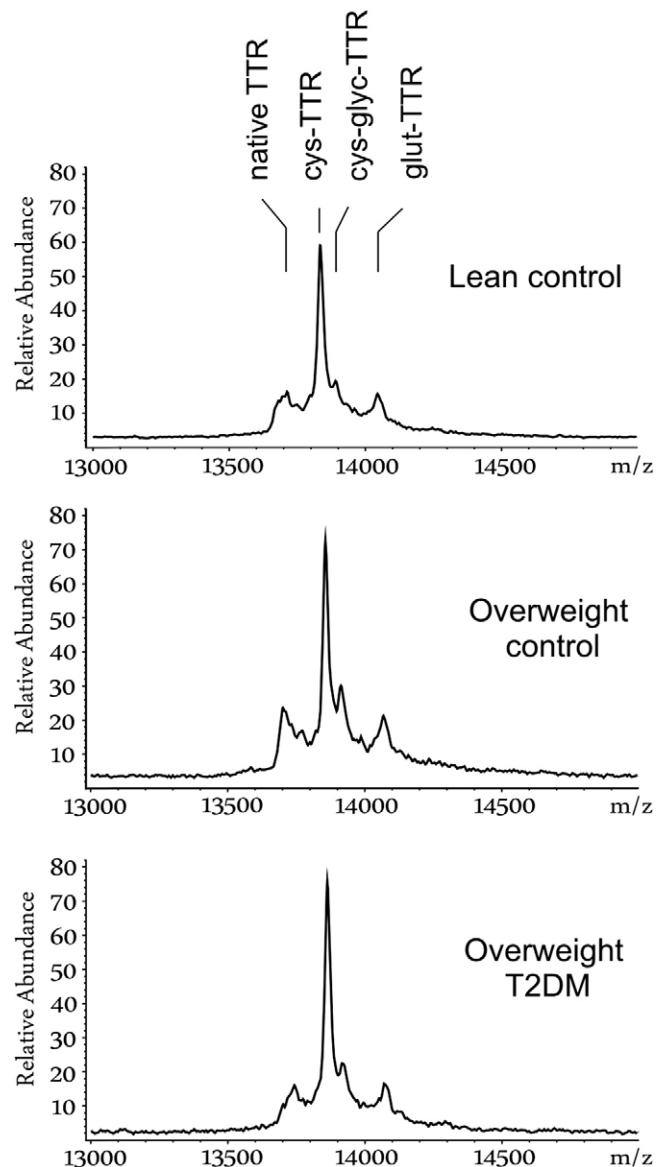 native TTR
cys-TTR
cys-glyc-TTR
glut-TTR
Relative Abundance
80
70
60
50
40
30
20
10
Lean control
13000 13500 14000 14500 m/z
Relative Abundance
80
70
60
50
40
30
20
10
Overweight
control
13000 13500 14000 14500 m/z
Relative Abundance
80
70
60
50
40
30
20
10
Overweight
T2DM
13000 13500 14000 14500 m/z